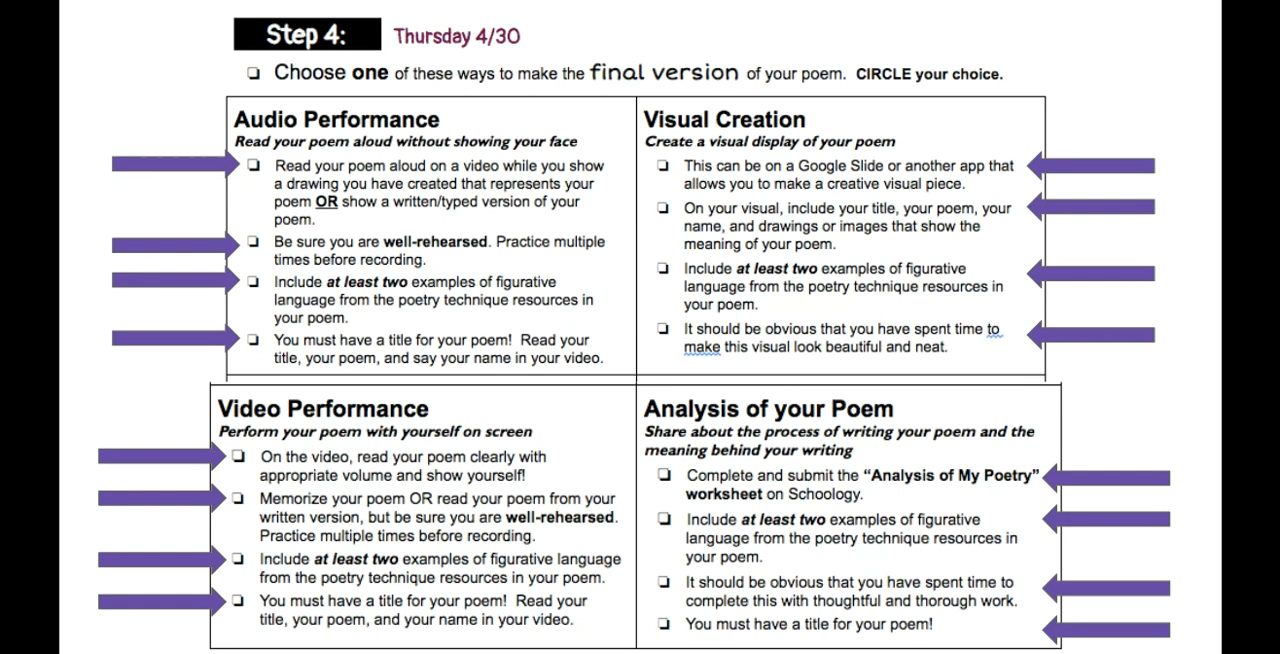 Step 4: Thursday 4/30
❏ Choose one of these ways to make the final version of your poem. CIRCLE your choice.
Audio Performance
Read your poem aloud without showing your face
❏ Read your poem aloud on a video while you show
a drawing you have created that represents your
poem OR show a written/typed version of your
poem.
❏ Be sure you are well-rehearsed. Practice multiple
times before recording.
❏ Include at least two examples of figurative
language from the poetry technique resources in
your poem.
❏ You must have a title for your poem! Read your
title, your poem, and say your name in your video.
Visual Creation
Create a visual display of your poem
❏ This can be on a Google Slide or another app that
allows you to make a creative visual piece.
❏ On your visual, include your title, your poem, your
name, and drawings or images that show the
meaning of your poem.
❏ Include at least two examples of figurative
language from the poetry technique resources in
your poem.
❏ It should be obvious that you have spent time to
make this visual look beautiful and neat.
Video Performance
Perform your poem with yourself on screen
❏ On the video, read your poem clearly with
appropriate volume and show yourself!
❏ Memorize your poem OR read your poem from your
written version, but be sure you are well-rehearsed.
Practice multiple times before recording.
❏ Include at least two examples of figurative language
from the poetry technique resources in your poem.
❏ You must have a title for your poem! Read your
title, your poem, and your name in your video.
Analysis of your Poem
Share about the process of writing your poem and the
meaning behind your writing
❏ Complete and submit the “Analysis of My Poetry”
worksheet on Schoology.
❏ Include at least two examples of figurative
language from the poetry technique resources in
your poem.
❏ It should be obvious that you have spent time to
complete this with thoughtful and thorough work.
❏ You must have a title for your poem!